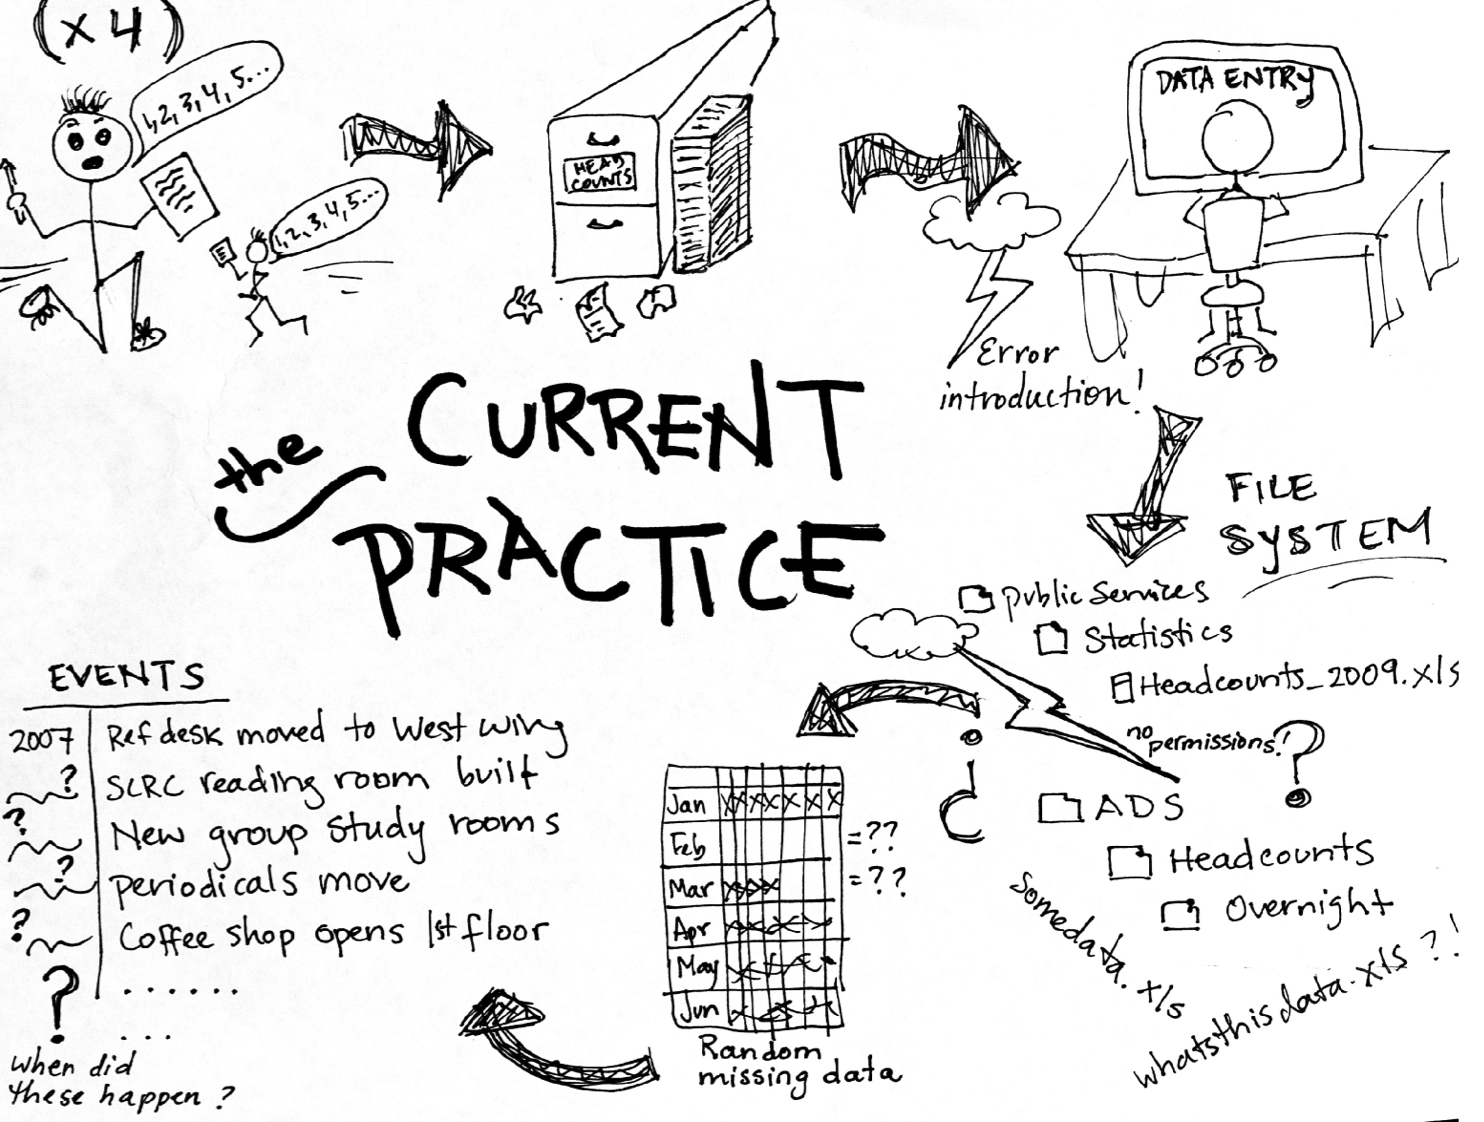 (x4)
1, 2, 3, 4, 5...
1, 2, 3, 4, 5...
HEAD
COUNTS
DATA ENTRY
Error
introduction!
the
CURRENT
PRACTICE
FILE
SYSTEM
public services
Statistics
Headcounts_2009.xls
no
permissions!
?
ADS
Headcounts
Overnight
somedata.xls
whatsthisdata.xls ?!
?
Jan xxxxxxx
Feb
= ??
Mar xxx
= ??
Apr
May
Jun
Random
missing data
EVENTS
2007 Ref desk moved to West wing
? SCRC reading room built
? New group study rooms
? periodicals move
? Coffee shop opens 1st floor
? .......
...
when did
these happen?